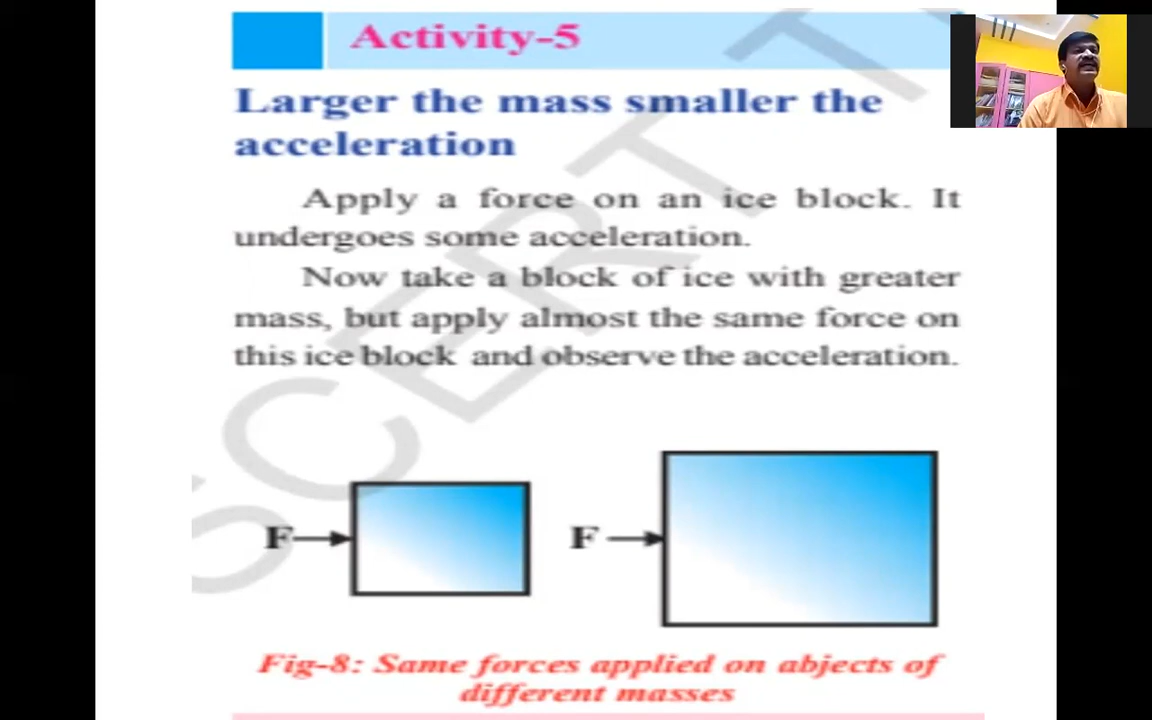 Activity-5
Larger the mass smaller the
acceleration
Apply a force on an ice block. It
undergoes some acceleration.
Now take a block of ice with greater
mass, but apply almost the same force on
this ice block and observe the acceleration.
F
F
Fig-8: Same forces applied on abjects of
different masses
SCERT T